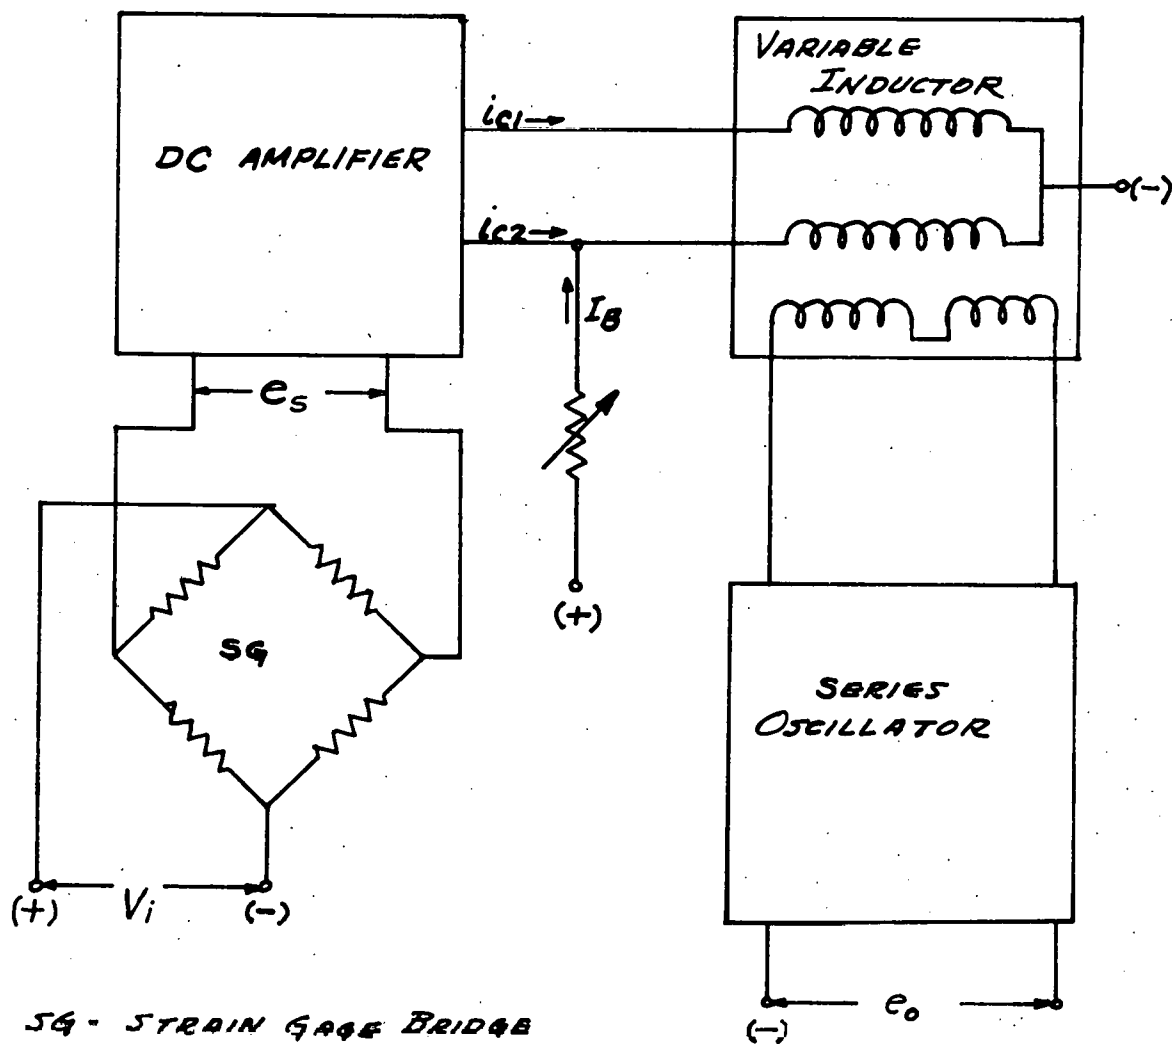 VARIABLE
INDUCTOR
DC AMPLIFIER
ic1
ic2
(-)
IB
es
(+)
SG
SERIES
OSCILLATOR
(+) Vi (-)
eo
(-)
SG - STRAIN GAGE BRIDGE